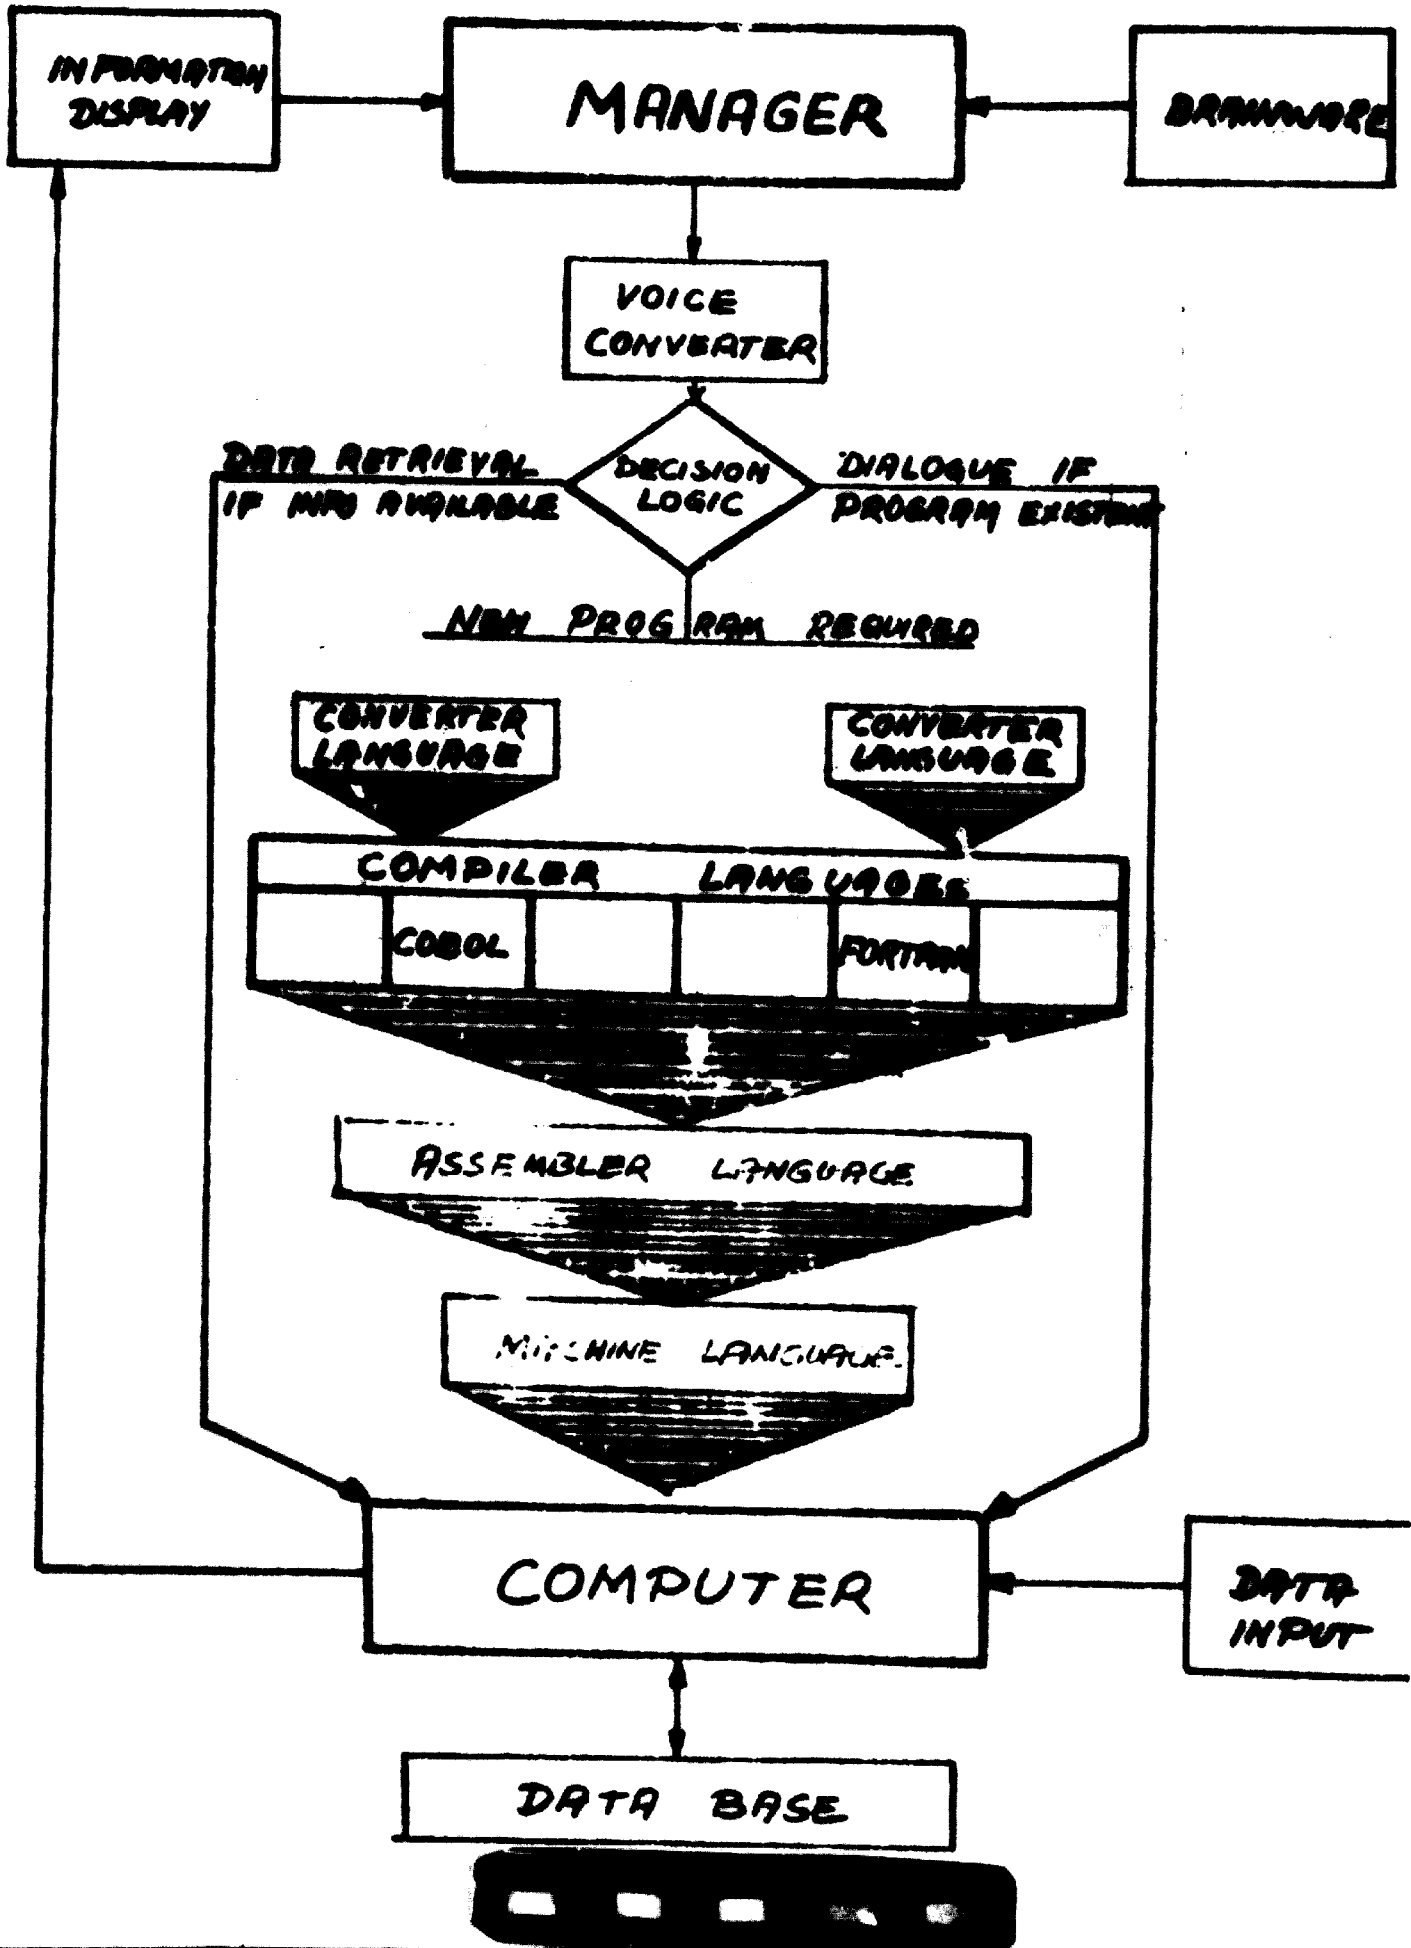 INFORMATION
DISPLAY
MANAGER
BRAINWARE
VOICE
CONVERTER
DATA RETRIEVAL
IF INFO AVAILABLE
DECISION
LOGIC
DIALOGUE IF
PROGRAM EXISTENT
NEW PROGRAM REQUIRED
CONVERTER
LANGUAGE
CONVERTER
LANGUAGE
COMPILER LANGUAGES
COBOL
FORTRAN
ASSEMBLER LANGUAGE
MACHINE LANGUAGE
COMPUTER
DATA
INPUT
DATA BASE